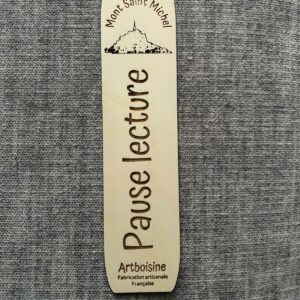 Mont Saint Michel
Pause lecture
Artboisine
Fabrication artisanale
Française